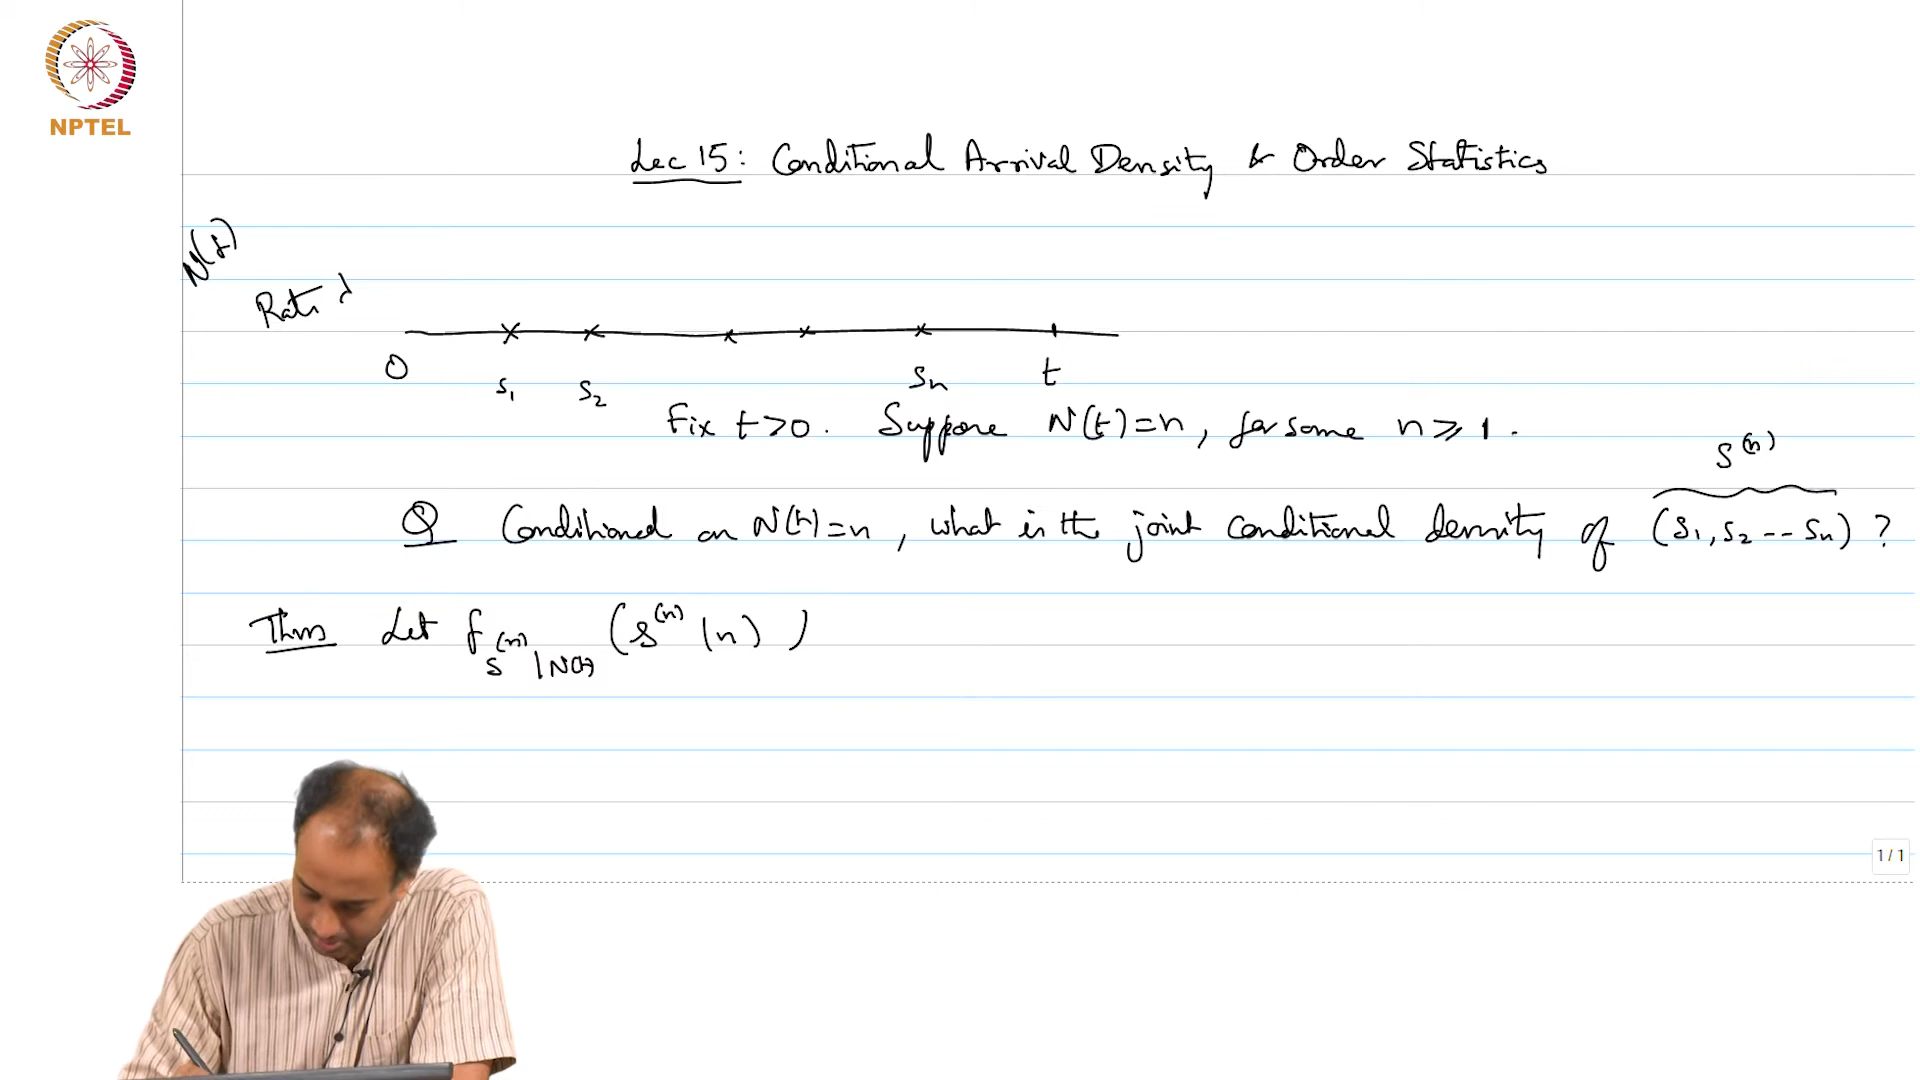 NPTEL
Lec 15: Conditional Arrival Density & Order Statistics
N(t)
Rate λ
0 S₁ S₂ Sₙ t
Fix t>0. Suppose N(t)=n, for some n ≥ 1.
S⁽ⁿ⁾
Q Conditioned on N(t)=n, what is the joint conditional density of (S₁, S₂ -- Sₙ)?
Thm Let f_{S⁽ⁿ⁾|N(t)} (s⁽ⁿ⁾|n)
1 / 1